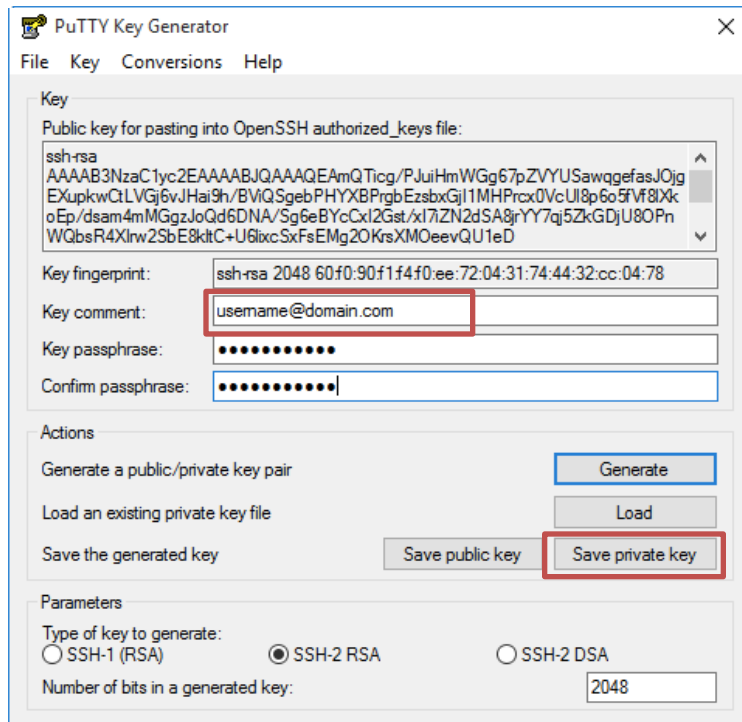 PuTTY Key Generator
File Key Conversions Help
Key
Public key for pasting into OpenSSH authorized_keys file:
ssh-rsa
AAAAB3NzaC1yc2EAAAABJQAAAQEAmQTicg/PJuiHmWGg67pZVYUSawqgefasJOjg
EXupkwCtLVGj6vJHai9h/BViQSgebPHYXBPrgbEzsbxGjI1MHPrcx0VcUl8p6o5fVf8IXk
oEp/dsam4mMGgzJoQd6DNA/Sg6eBYcCxI2Gst/xI7iZN2dSA8jrYY7qj5ZkGDjU8OPn
WQbsR4XIrw2SbE8kltC+U6lixcSxFsEMg2OKrsXMOeevQU1eD
Key fingerprint: ssh-rsa 2048 60:f0:90:f1:f4:f0:ee:72:04:31:74:44:32:cc:04:78
Key comment: username@domain.com
Key passphrase: ●●●●●●●●●●●
Confirm passphrase: ●●●●●●●●●●●
Actions
Generate a public/private key pair Generate
Load an existing private key file Load
Save the generated key Save public key Save private key
Parameters
Type of key to generate:
SSH-1 (RSA) SSH-2 RSA SSH-2 DSA
Number of bits in a generated key: 2048